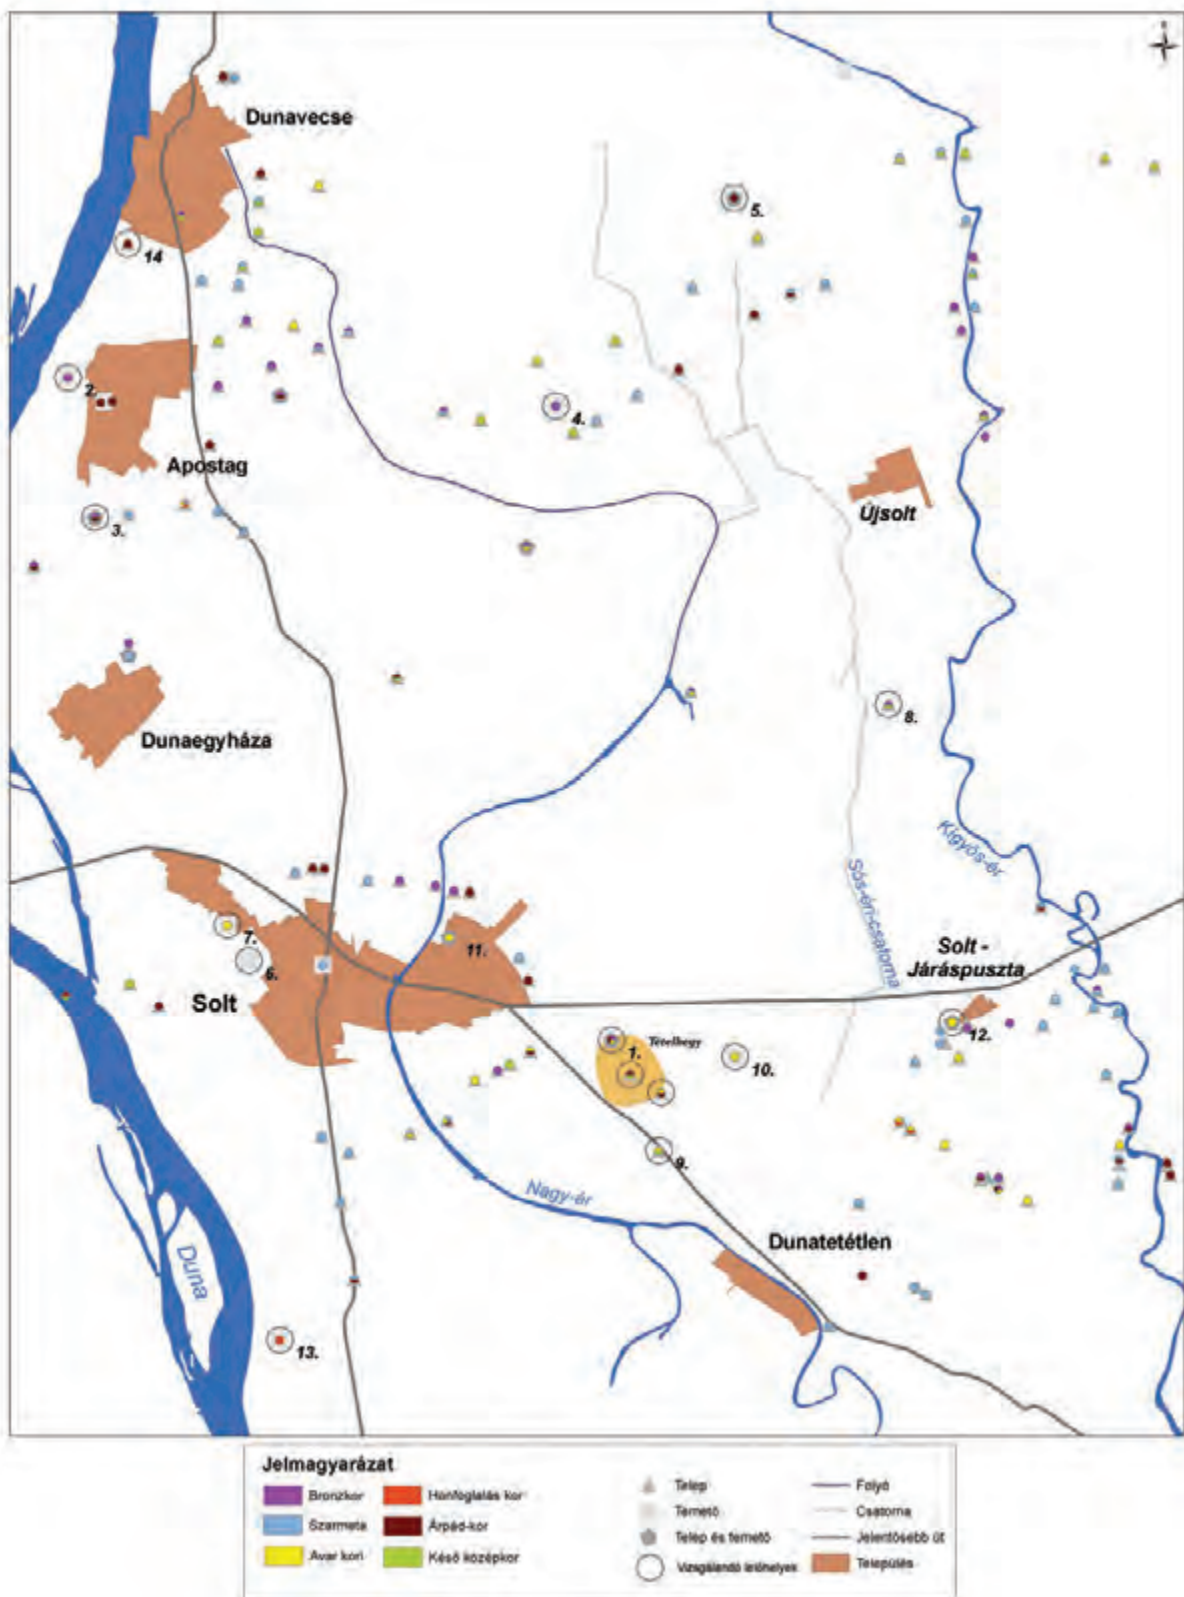 Dunavecse
5.
14
2.
4.
Apostag
Újsolt
3.
8.
Dunaegyháza
Kígyós-ér
Sós-éri-csatorna
7.
11.
6.
Solt -
Járáspuszta
Solt
Tételhegy
1.
10.
12.
9.
Nagy-ér
Dunatetétlen
Duna
13.
Jelmagyarázat
Bronzkor
Honfoglalás kor
Telep
Folyó
Szarmata
Árpád-kor
Temető
Csatorna
Avar kori
Késő középkor
Telep és temető
Jelentősebb út
Vizsgálandó lelőhelyek
Település